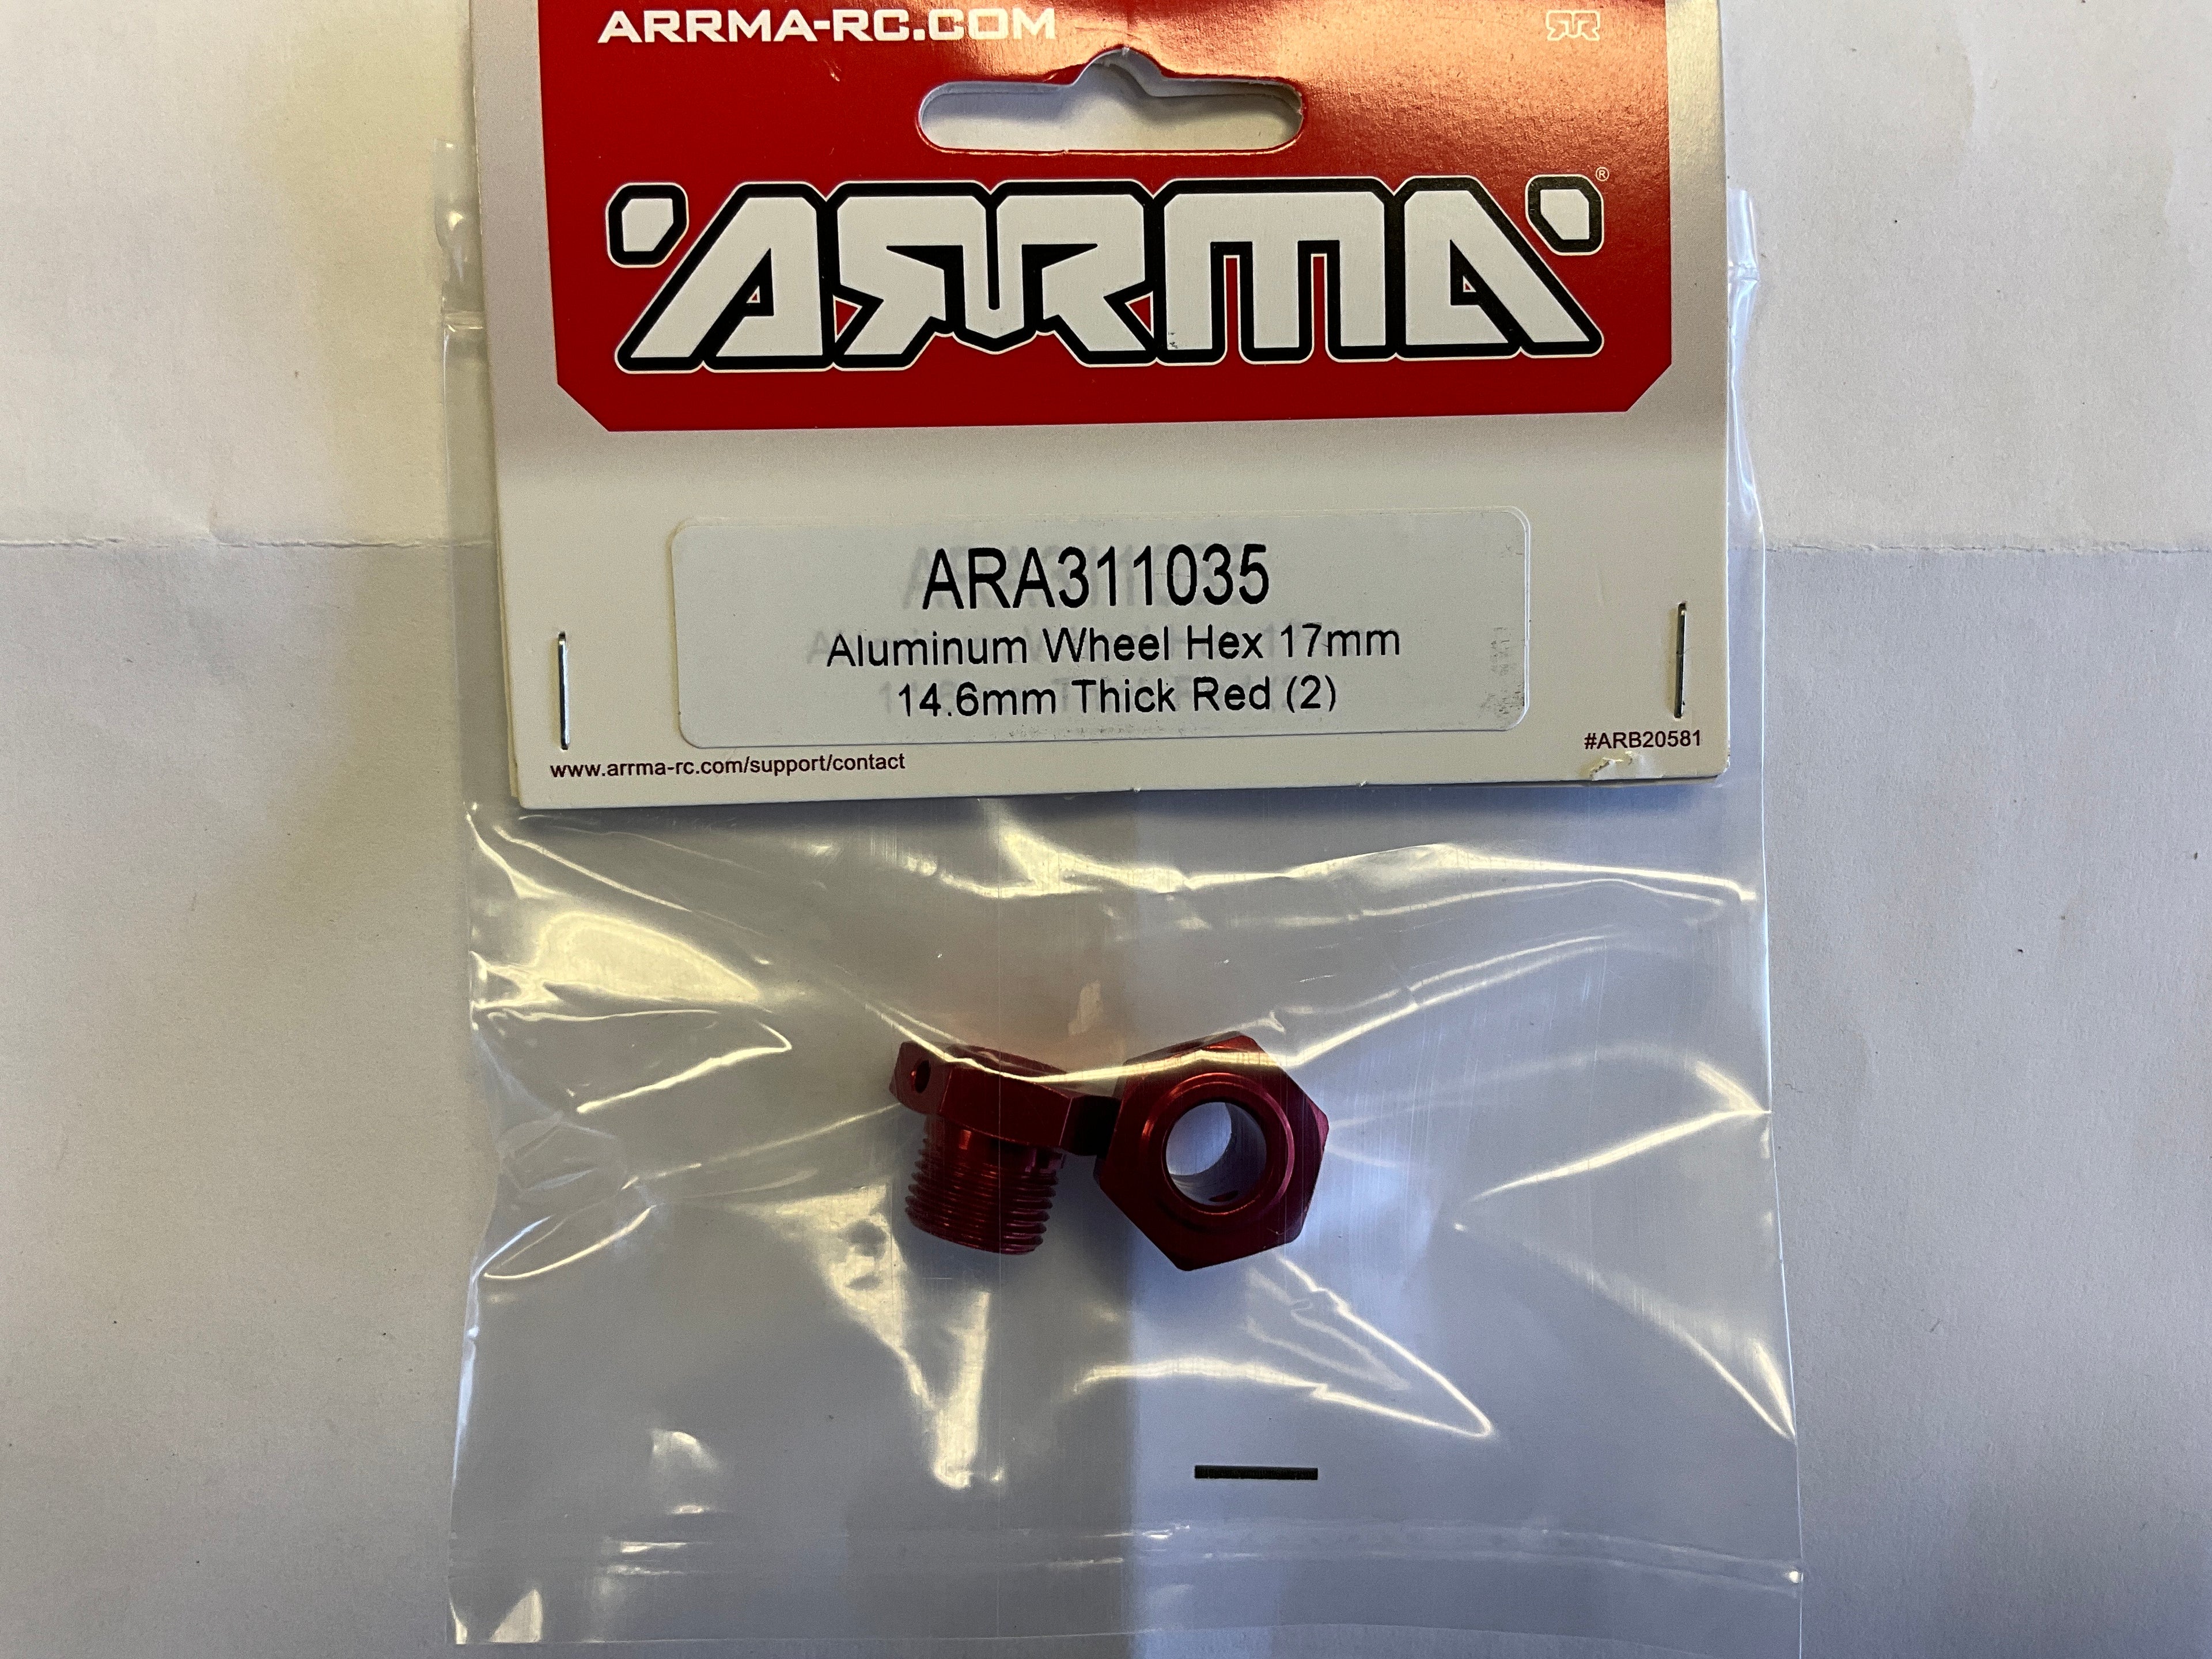 ARRMA-RC.COM
ARRMA®
ARA311035
Aluminum Wheel Hex 17mm
14.6mm Thick Red (2)
#ARB20581
www.arrma-rc.com/support/contact